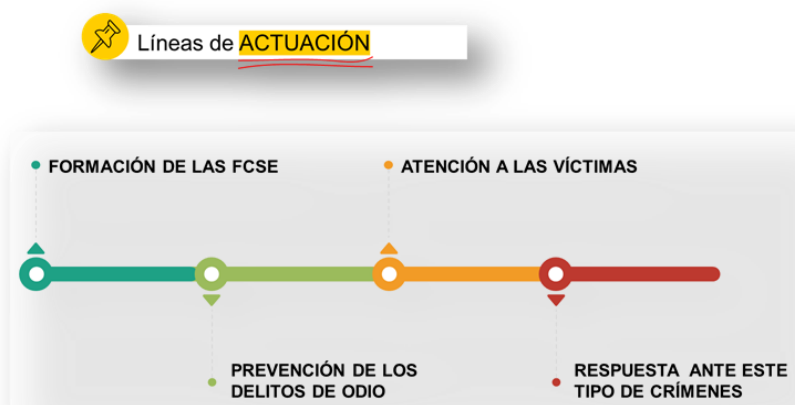 Líneas de ACTUACIÓN
FORMACIÓN DE LAS FCSE
ATENCIÓN A LAS VÍCTIMAS
PREVENCIÓN DE LOS
DELITOS DE ODIO
RESPUESTA ANTE ESTE
TIPO DE CRÍMENES